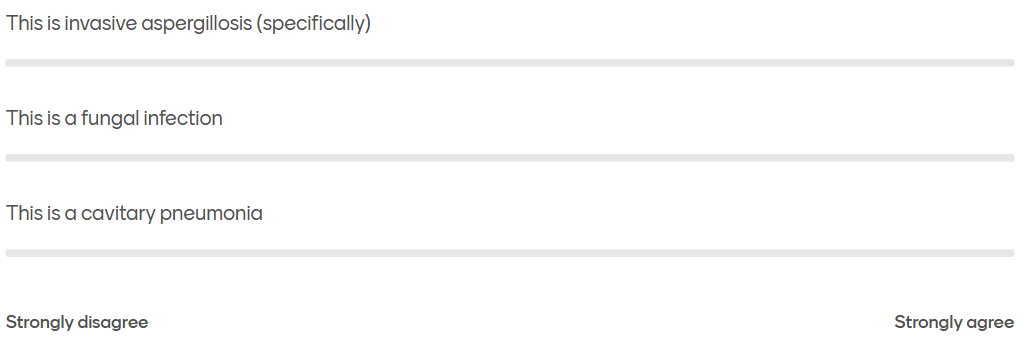 This is invasive aspergillosis (specifically)
This is a fungal infection
This is a cavitary pneumonia
Strongly disagree Strongly agree